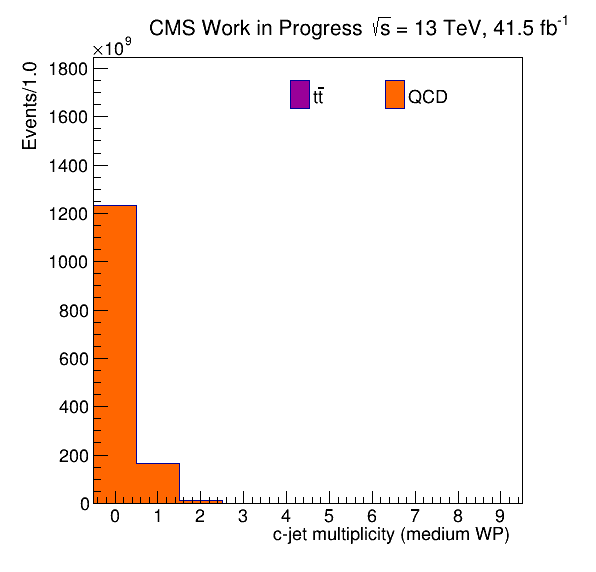 CMS Work in Progress √s = 13 TeV, 41.5 fb⁻¹
×10⁹
Events/1.0
tt̄
QCD
1800
1600
1400
1200
1000
800
600
400
200
0
0 1 2 3 4 5 6 7 8 9
c-jet multiplicity (medium WP)